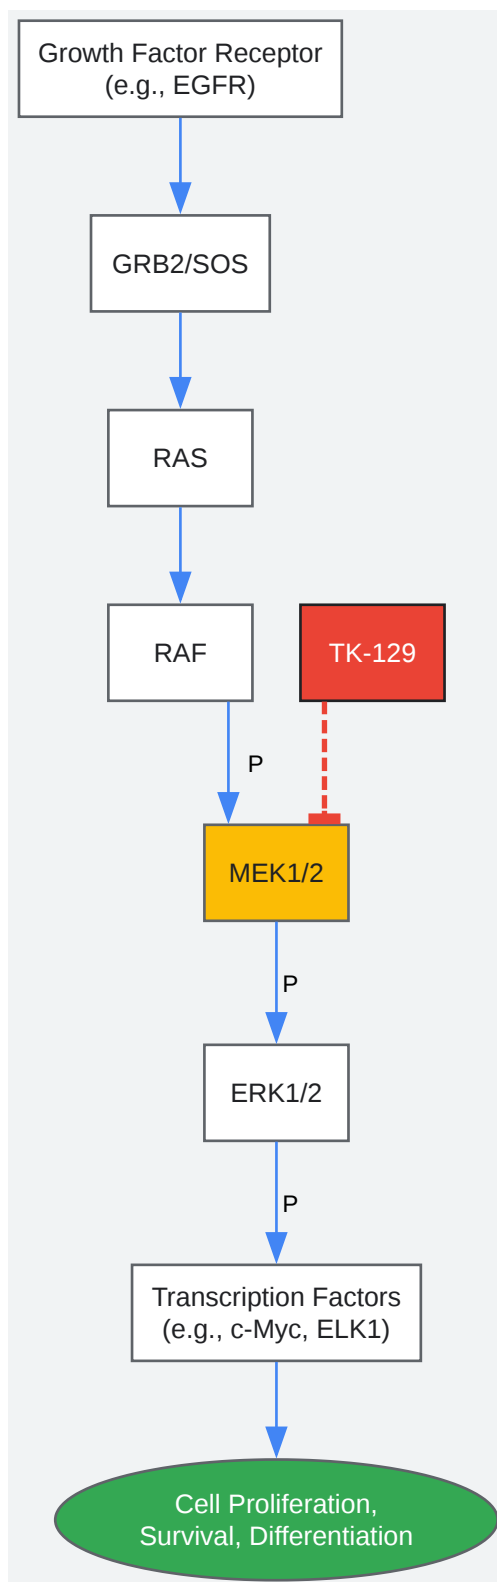 Growth Factor Receptor
(e.g., EGFR)
GRB2/SOS
RAS
RAF
TK-129
P
MEK1/2
P
ERK1/2
P
Transcription Factors
(e.g., c-Myc, ELK1)
Cell Proliferation,
Survival, Differentiation